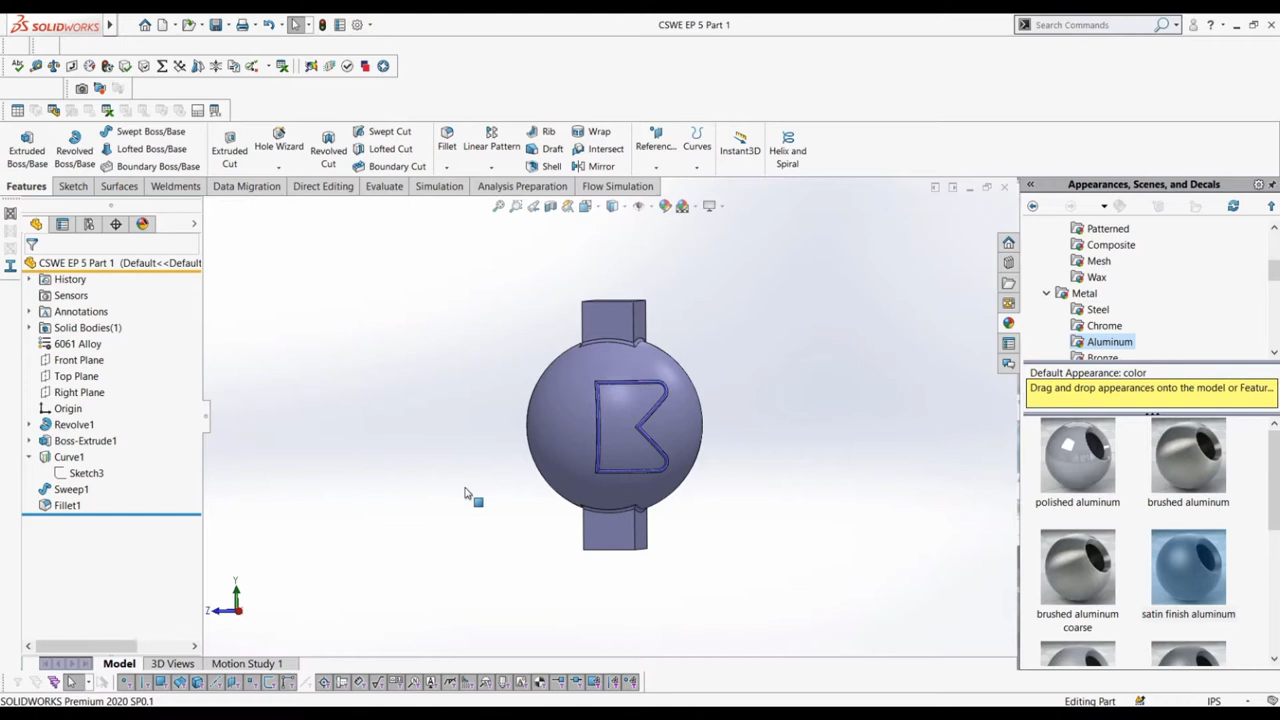 SOLIDWORKS
CSWE EP 5 Part 1
Search Commands
Extruded Boss/Base
Revolved Boss/Base
Swept Boss/Base
Lofted Boss/Base
Boundary Boss/Base
Extruded Cut
Hole Wizard
Revolved Cut
Swept Cut
Lofted Cut
Boundary Cut
Fillet
Linear Pattern
Rib
Draft
Shell
Wrap
Intersect
Mirror
Referenc...
Curves
Instant3D
Helix and Spiral
Features
Sketch
Surfaces
Weldments
Data Migration
Direct Editing
Evaluate
Simulation
Analysis Preparation
Flow Simulation
CSWE EP 5 Part 1 (Default<<Default
History
Sensors
Annotations
Solid Bodies(1)
6061 Alloy
Front Plane
Top Plane
Right Plane
Origin
Revolve1
Boss-Extrude1
Curve1
Sketch3
Sweep1
Fillet1
Y
Z
Appearances, Scenes, and Decals
Patterned
Composite
Mesh
Wax
Metal
Steel
Chrome
Aluminum
Bronze
Default Appearance: color
Drag and drop appearances onto the model or Featur...
polished aluminum
brushed aluminum
brushed aluminum coarse
satin finish aluminum
Model
3D Views
Motion Study 1
SOLIDWORKS Premium 2020 SP0.1
Editing Part
IPS